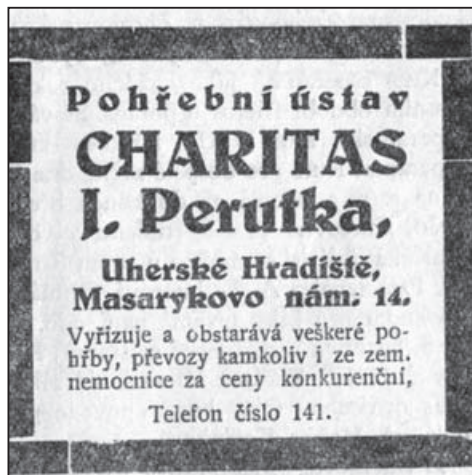 Pohřební ústav
CHARITAS
J. Perutka,
Uherské Hradiště,
Masarykovo nám. 14.
Vyřizuje a obstarává veškeré po-
hřby, převozy kamkoliv i ze zem.
nemocnice za ceny konkurenční,
Telefon číslo 141.